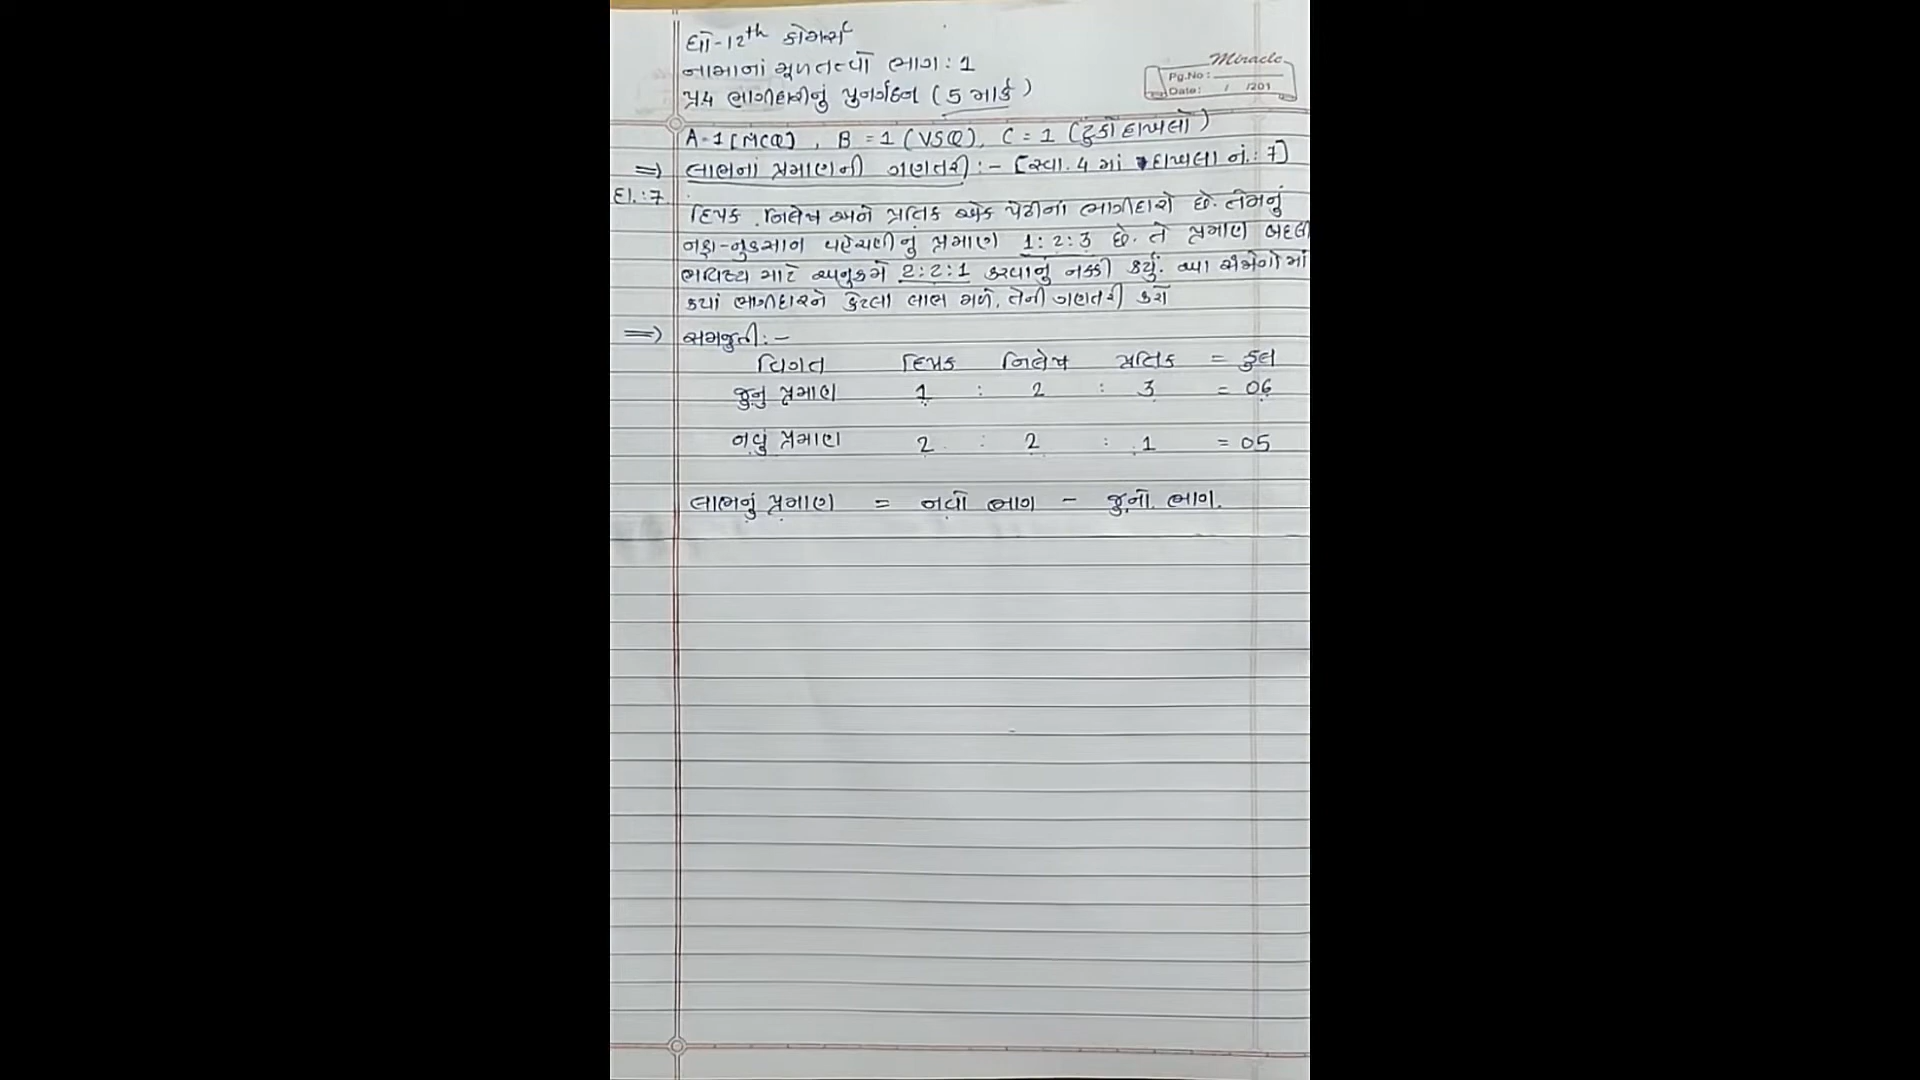 ધો-12th કોમર્સ
નામાનાં મૂળતત્વો ભાગ : 1
પ્ર.4 ભાગીદારીનું પુનર્ગઠન ( 5 માર્ક )
Miracle
Pg.No :
Date: / /201
A-1 [MCQ] , B = 1 (VSQ), C = 1 (ટુંકો દાખલો)
⇒ લાભનાં પ્રમાણની ગણતરી :- [સ્વા. 4 માં દાખલા નં. : 7]
દા. : 7
દિપક નિલેષ અને પ્રતિક એક પેઢીનાં ભાગીદારો છે. તેમનું
નફા-નુકસાન વહેંચણીનું પ્રમાણ 1 : 2 : 3 છે. તે પ્રમાણ બદલી
ભવિષ્ય માટે અનુક્રમે 2 : 2 : 1 કરવાનું નક્કી કર્યું. આ સંજોગોમાં
કયાં ભાગીદારને કેટલા લાભ મળે, તેની ગણતરી કરો
⇒ સમજુતી :-
વિગત દિપક નિલેષ પ્રતિક = કુલ
જુનુ પ્રમાણ 1 : 2 : 3 = 06
નવું પ્રમાણ 2 : 2 : 1 = 05
લાભનું પ્રમાણ = નવો ભાગ - જુનો ભાગ.